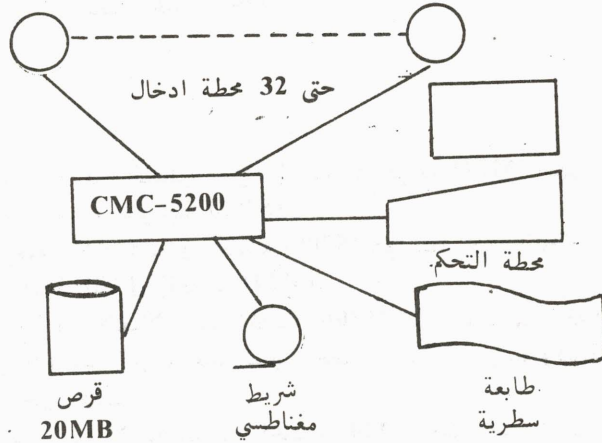 حتى 32 محطة ادخال
CMC-5200
محطة التحكم
قرص
20MB
شريط
مغناطسي
طابعة
سطرية